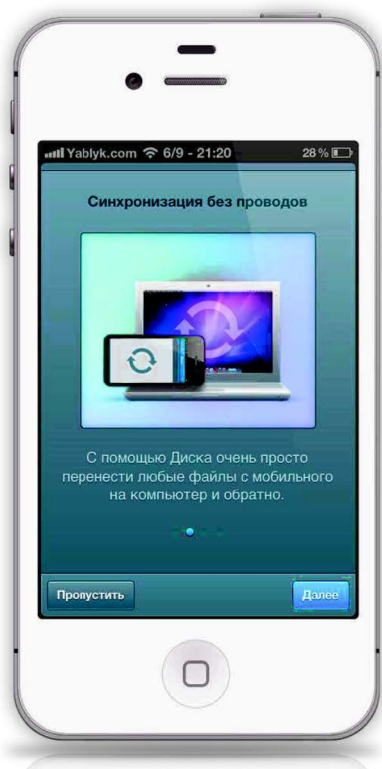 Yablyk.com 6/9 - 21:20 28 %
Синхронизация без проводов
С помощью Диска очень просто
перенести любые файлы с мобильного
на компьютер и обратно.
Пропустить Далее